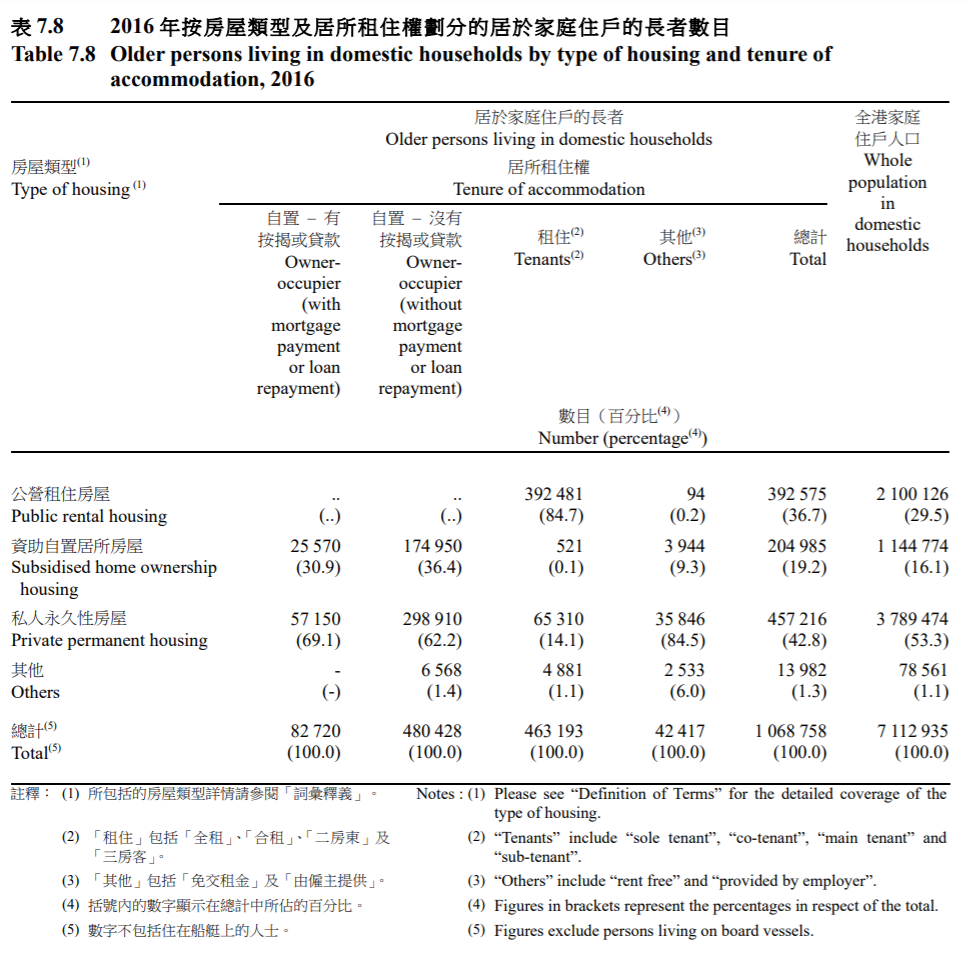 表 7.8 2016 年按房屋類型及居所租住權劃分的居於家庭住戶的長者數目
Table 7.8 Older persons living in domestic households by type of housing and tenure of
accommodation, 2016
房屋類型(1)
Type of housing (1)
居於家庭住戶的長者
Older persons living in domestic households
居所租住權
Tenure of accommodation
全港家庭
住戶人口
Whole
population
in
domestic
households
自置 – 有
按揭或貸款
Owner-
occupier
(with
mortgage
payment
or loan
repayment)
自置 – 沒有
按揭或貸款
Owner-
occupier
(without
mortgage
payment
or loan
repayment)
租住(2)
Tenants(2)
其他(3)
Others(3)
總計
Total
數目（百分比(4)）
Number (percentage(4))
公營租住房屋 .. .. 392 481 94 392 575 2 100 126
Public rental housing (..) (..) (84.7) (0.2) (36.7) (29.5)
資助自置居所房屋 25 570 174 950 521 3 944 204 985 1 144 774
Subsidised home ownership (30.9) (36.4) (0.1) (9.3) (19.2) (16.1)
housing
私人永久性房屋 57 150 298 910 65 310 35 846 457 216 3 789 474
Private permanent housing (69.1) (62.2) (14.1) (84.5) (42.8) (53.3)
其他 - 6 568 4 881 2 533 13 982 78 561
Others (-) (1.4) (1.1) (6.0) (1.3) (1.1)
總計(5) 82 720 480 428 463 193 42 417 1 068 758 7 112 935
Total(5) (100.0) (100.0) (100.0) (100.0) (100.0) (100.0)
註釋： (1) 所包括的房屋類型詳情請參閱「詞彙釋義」。
(2) 「租住」包括「全租」、「合租」、「二房東」及
「三房客」。
(3) 「其他」包括「免交租金」及「由僱主提供」。
(4) 括號內的數字顯示在總計中所佔的百分比。
(5) 數字不包括住在船艇上的人士。
Notes : (1) Please see “Definition of Terms” for the detailed coverage of the
type of housing.
(2) “Tenants” include “sole tenant”, “co-tenant”, “main tenant” and
“sub-tenant”.
(3) “Others” include “rent free” and “provided by employer”.
(4) Figures in brackets represent the percentages in respect of the total.
(5) Figures exclude persons living on board vessels.